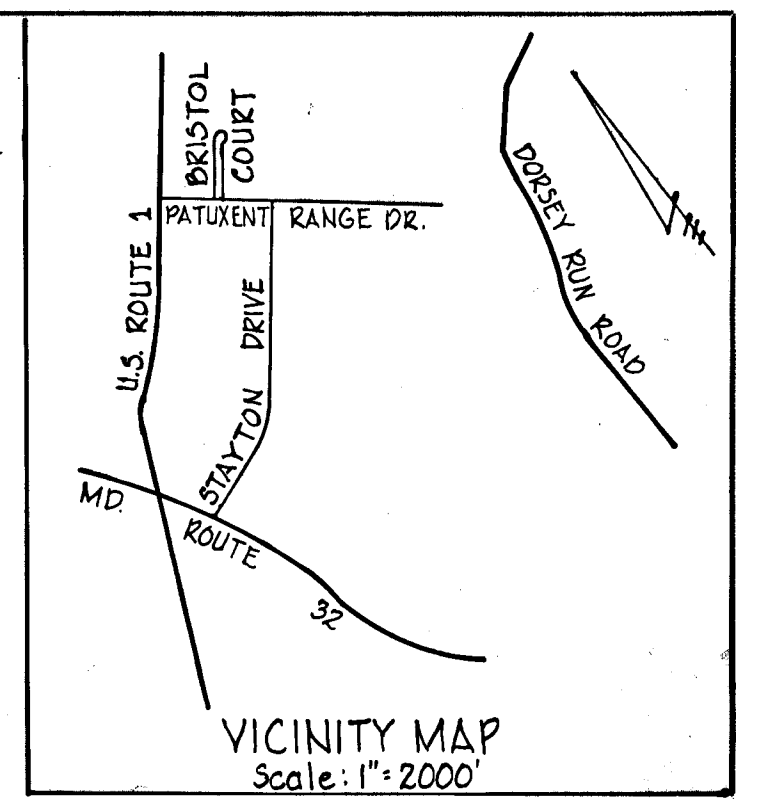 BRISTOL
COURT
U.S. ROUTE 1
PATUXENT RANGE DR.
DORSEY RUN ROAD
STAYTON DRIVE
MD. ROUTE 32
VICINITY MAP
Scale: 1"=2000'